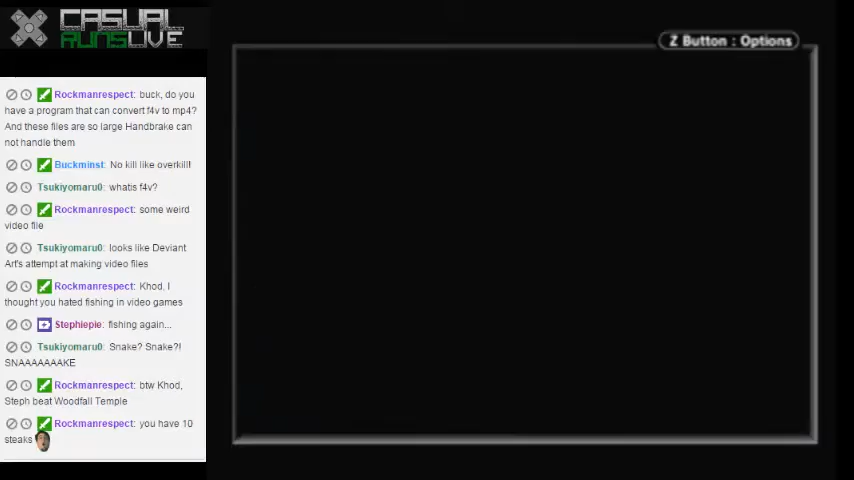 CASUAL
RUNSLIVE
Z Button : Options
Rockmanrespect: buck, do you
have a program that can convert f4v to mp4?
And these files are so large Handbrake can
not handle them
Buckminst: No kill like overkill!
Tsukiyomaru0: whatis f4v?
Rockmanrespect: some weird
video file
Tsukiyomaru0: looks like Deviant
Art's attempt at making video files
Rockmanrespect: Khod, I
thought you hated fishing in video games
Stephiepie: fishing again...
Tsukiyomaru0: Snake? Snake?!
SNAAAAAAAKE
Rockmanrespect: btw Khod,
Steph beat Woodfall Temple
Rockmanrespect: you have 10
steaks